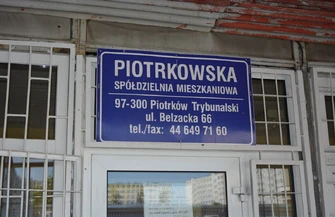 PIOTRKOWSKA
SPÓŁDZIELNIA MIESZKANIOWA
97-300 Piotrków Trybunalski
ul. Belzacka 66
tel./fax: 44 649 71 60